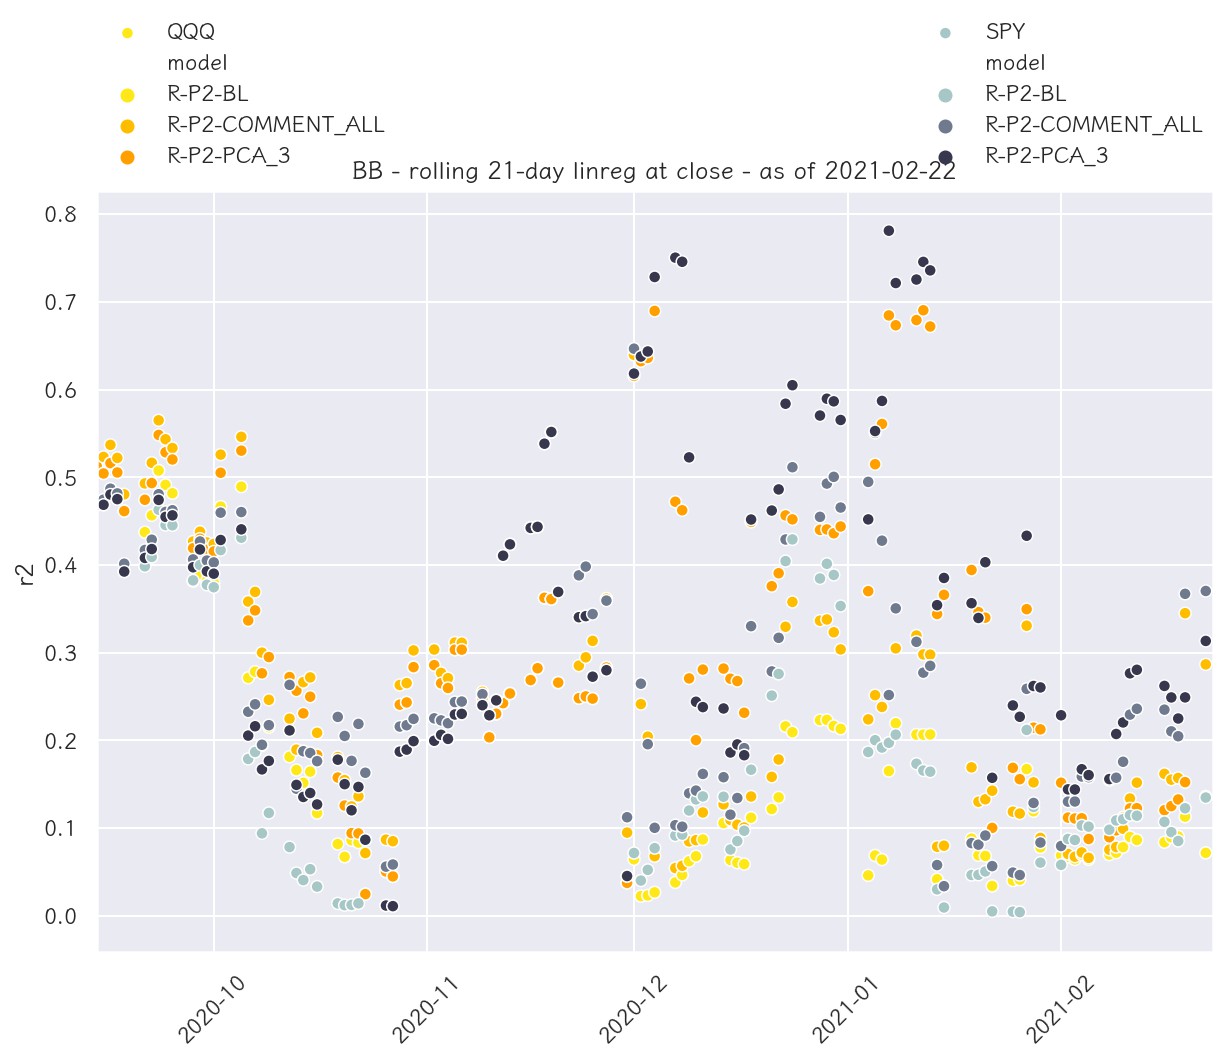 QQQ
model
R-P2-BL
R-P2-COMMENT_ALL
R-P2-PCA_3
SPY
model
R-P2-BL
R-P2-COMMENT_ALL
R-P2-PCA_3
BB - rolling 21-day linreg at close - as of 2021-02-22
0.8
0.7
0.6
0.5
0.4
0.3
0.2
0.1
0.0
r2
2020-10
2020-11
2020-12
2021-01
2021-02